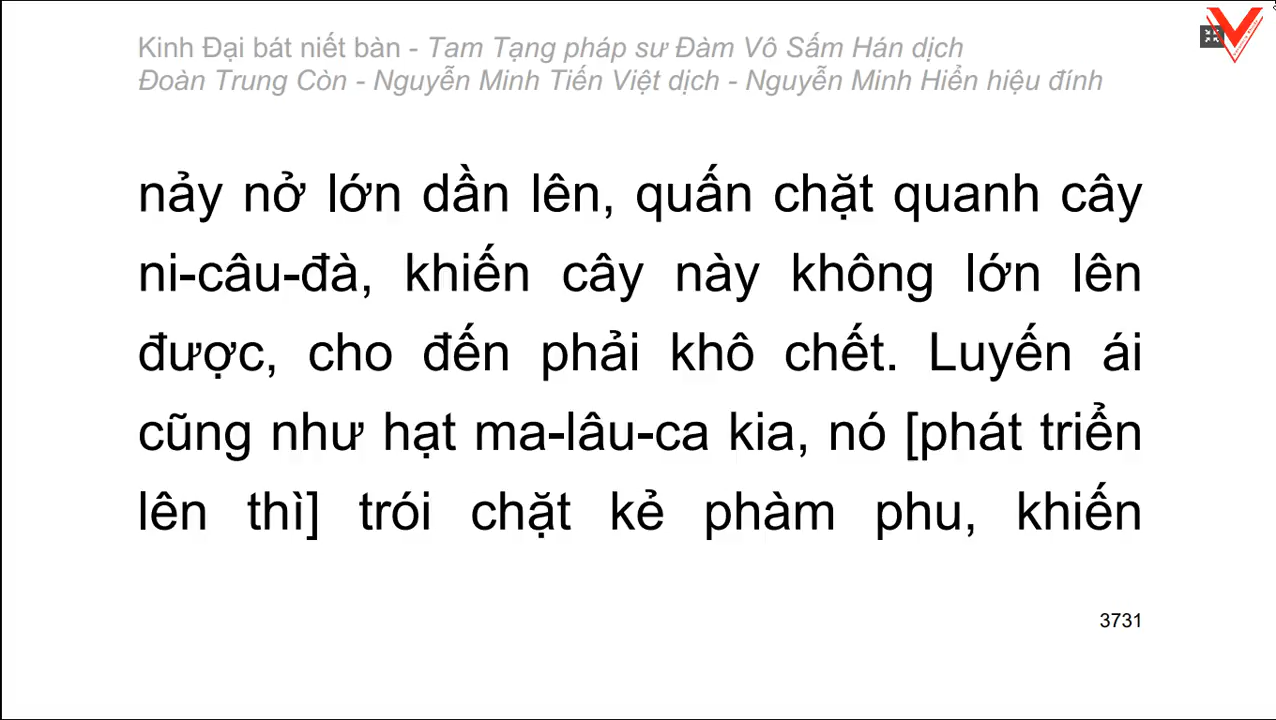 Kinh Đại bát niết bàn - Tam Tạng pháp sư Đàm Vô Sấm Hán dịch
Đoàn Trung Còn - Nguyễn Minh Tiến Việt dịch - Nguyễn Minh Hiển hiệu đính
nảy nở lớn dần lên, quấn chặt quanh cây
ni-câu-đà, khiến cây này không lớn lên
được, cho đến phải khô chết. Luyến ái
cũng như hạt ma-lâu-ca kia, nó [phát triển
lên thì] trói chặt kẻ phàm phu, khiến
3731